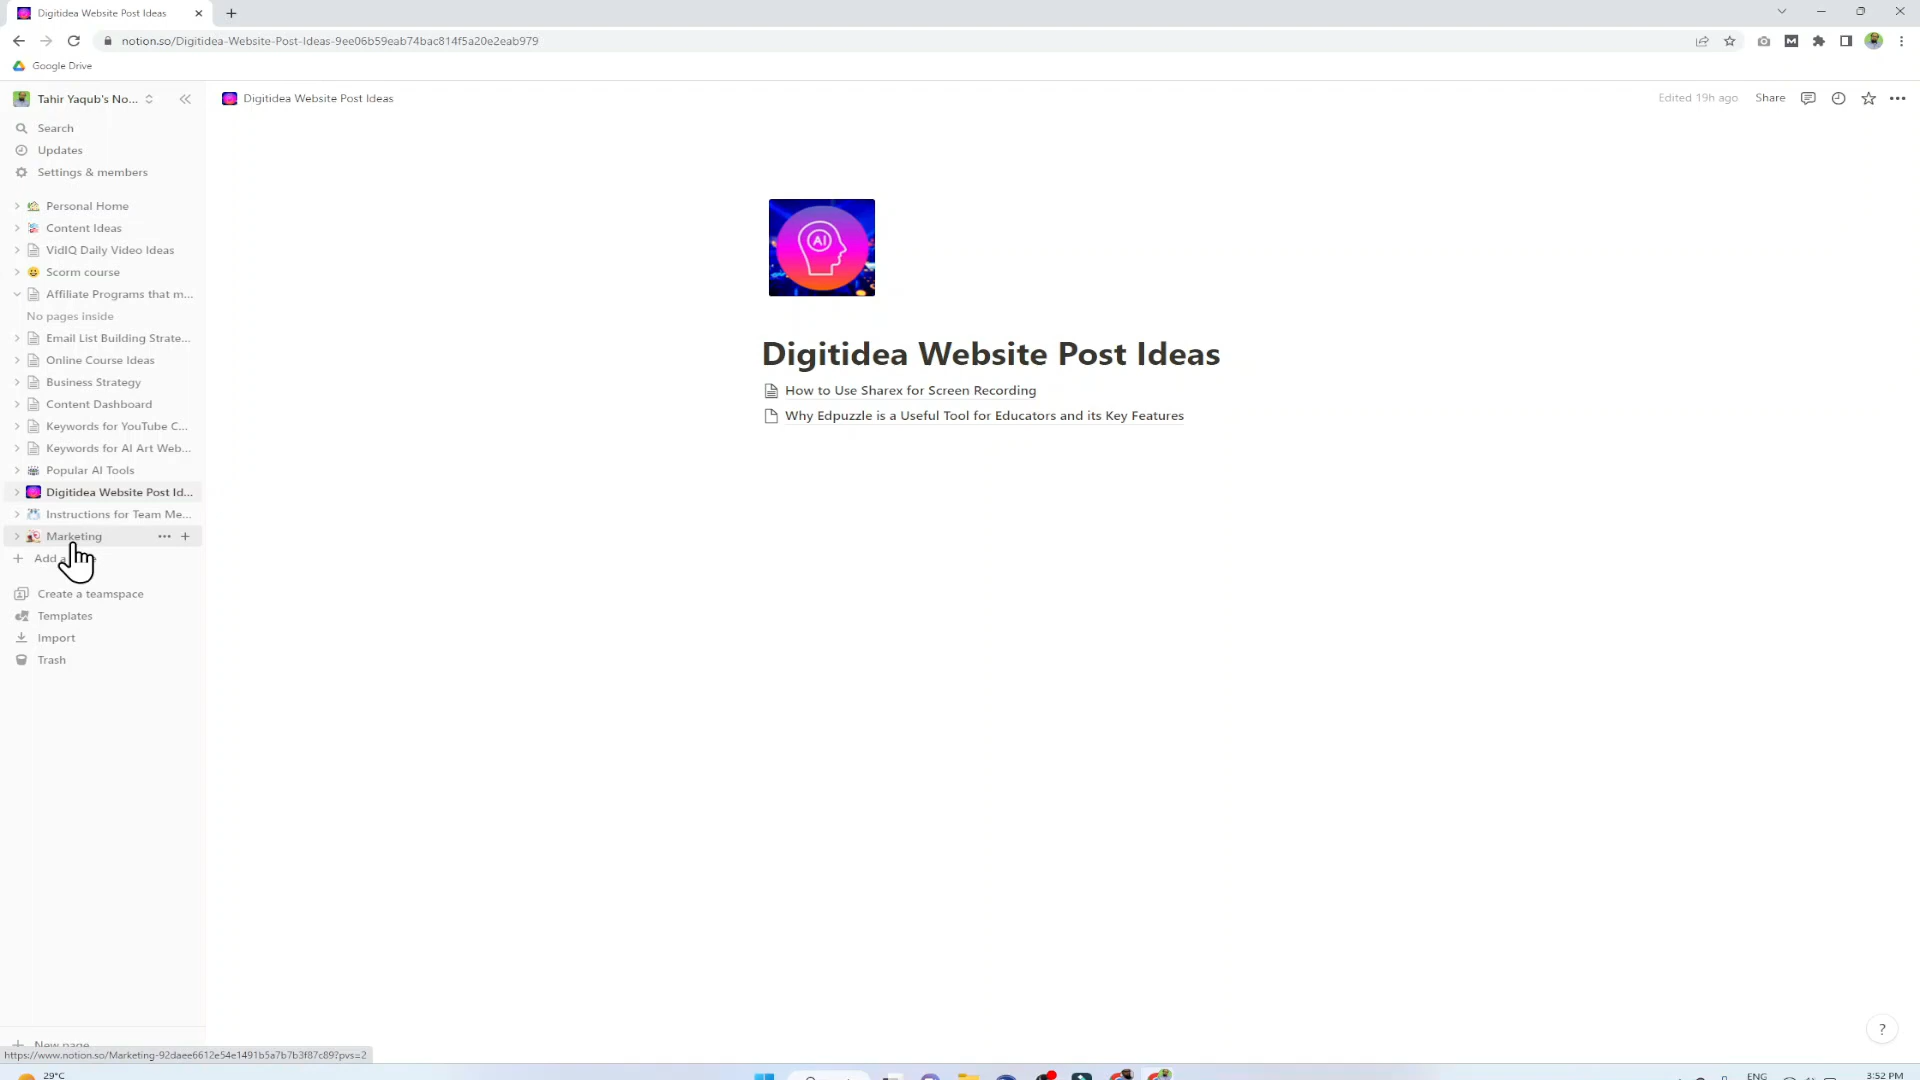 Digitidea Website Post Ideas
notion.so/Digitidea-Website-Post-Ideas-9ee06b59eab74bac814f5a20e2eab979
Google Drive
Tahir Yaqub's No...
Digitidea Website Post Ideas
Edited 19h ago
Share
Search
Updates
Settings & members
Personal Home
Content Ideas
VidIQ Daily Video Ideas
Scorm course
Affiliate Programs that m...
No pages inside
Email List Building Strate...
Online Course Ideas
Business Strategy
Content Dashboard
Keywords for YouTube C...
Keywords for AI Art Web...
Popular AI Tools
Digitidea Website Post Id...
Instructions for Team Me...
Marketing
Add a
Create a teamspace
Templates
Import
Trash
AI
Digitidea Website Post Ideas
How to Use Sharex for Screen Recording
Why Edpuzzle is a Useful Tool for Educators and its Key Features
?
New page
https://www.notion.so/Marketing-92daee6612e54e1491b5a7b7b3f87c89?pvs=2
29°C
ENG
3:52 PM